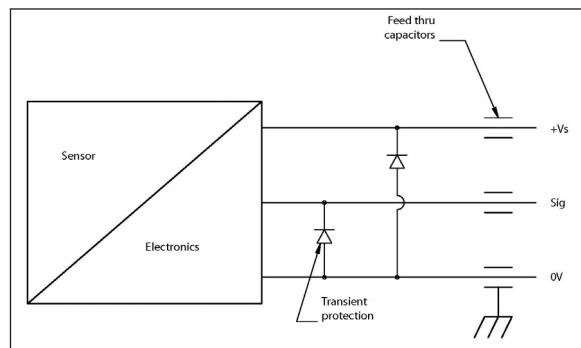 Feed thru
capacitors
+Vs
Sensor
Sig
Electronics
0V
Transient
protection